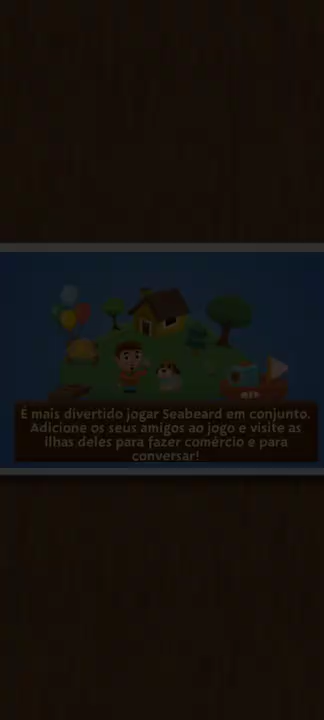 É mais divertido jogar Seabeard em conjunto.
Adicione os seus amigos ao jogo e visite as
ilhas deles para fazer comércio e para
conversar!